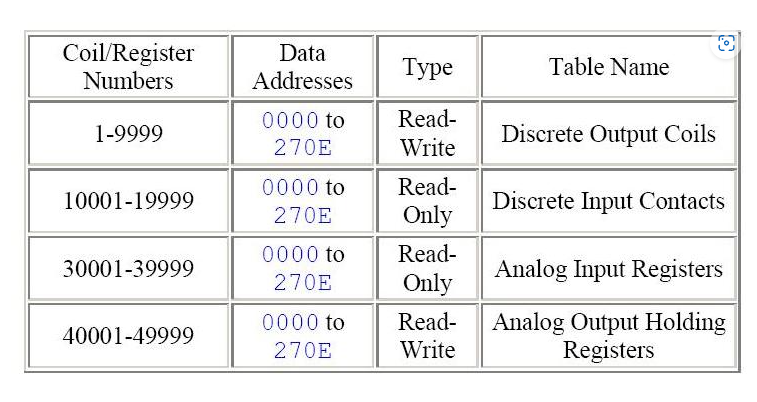 Coil/Register Numbers
Data Addresses
Type
Table Name
1-9999
0000 to 270E
Read-Write
Discrete Output Coils
10001-19999
0000 to 270E
Read-Only
Discrete Input Contacts
30001-39999
0000 to 270E
Read-Only
Analog Input Registers
40001-49999
0000 to 270E
Read-Write
Analog Output Holding Registers